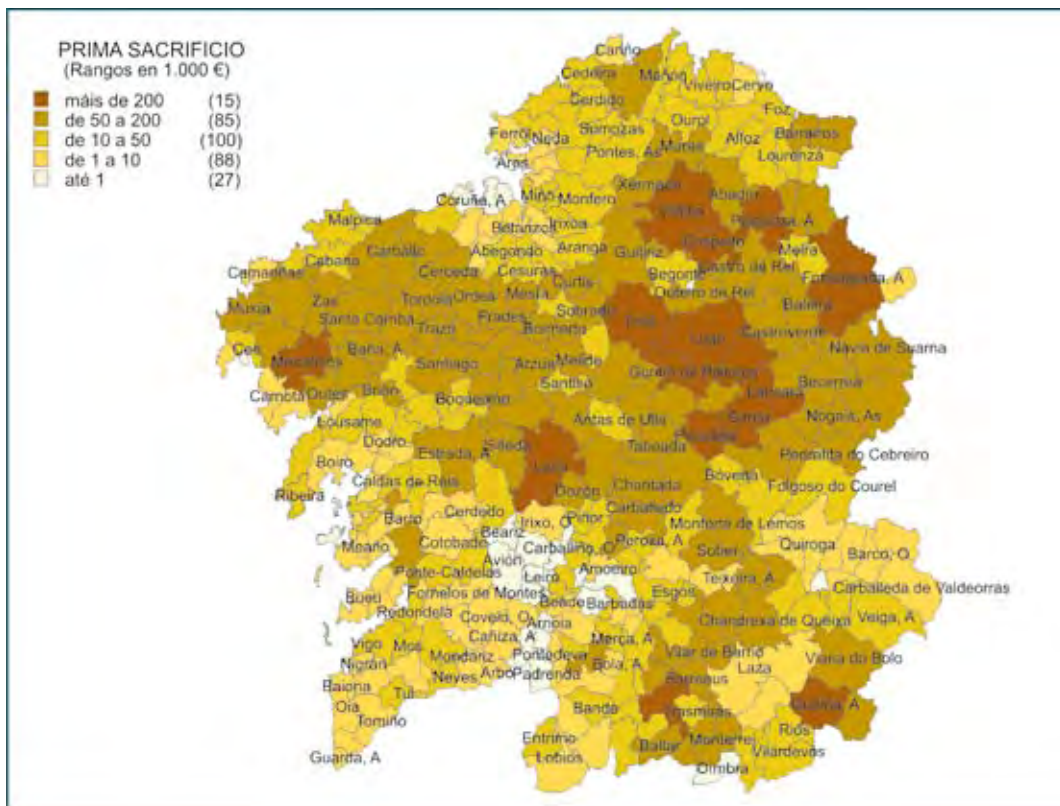 PRIMA SACRIFICIO
(Rangos en 1.000 €)
máis de 200 (15)
de 50 a 200 (85)
de 10 a 50 (100)
de 1 a 10 (88)
até 1 (27)
Cariño
Cedeira
Mañón
Viveiro
Cervo
Cerdido
Foz
Ferrol
Neda
Somozas
Ourol
Alfoz
Barreiros
Ares
Pontes, As
Muras
Lourenzá
Xermade
Abadín
Coruña, A
Miño
Monfero
Vilalba
Pastoriza, A
Malpica
Betanzos
Irixoa
Carballo
Abegondo
Aranga
Guitiriz
Cospeito
Meira
Cabana
Camariñas
Cerceda
Cesuras
Castro de Rei
Fonsagrada, A
Curtis
Begonte
Outeiro de Rei
Baleira
Muxía
Zas
Tordoia
Ordes
Mesía
Sobrado
Friol
Santa Comba
Frades
Trazo
Boimorto
Lugo
Castroverde
Navia de Suarna
Cee
Mazaricos
Baña, A
Santiago
Arzúa
Melide
Guntín de Pallares
Santiso
Becerreá
Carnota
Outes
Brión
Boqueixón
Láncara
Lousame
Antas de Ulla
Sarria
Nogais, As
Dodro
Estrada, A
Silleda
Taboada
Paradela
Pedrafita do Cebreiro
Boiro
Lalín
Caldas de Reis
Bóveda
Folgoso do Courel
Ribeira
Dozón
Chantada
Carballedo
Barro
Cerdedo
Irixo, O
Piñor
Monforte de Lemos
Beariz
Meaño
Cotobade
Carballiño, O
Peroxa, A
Sober
Quiroga
Barco, O
Avión
Ponte-Caldelas
Leiro
Amoeiro
Teixeira, A
Carballeda de Valdeorras
Bueu
Fornelos de Montes
Esgos
Beade
Barbadás
Redondela
Covelo, O
Arnoia
Chandrexa de Queixa
Veiga, A
Vigo
Mos
Cañiza, A
Merca, A
Vilar de Barrio
Nigrán
Mondariz
Pontedeva
Bola, A
Laza
Viana do Bolo
Baiona
Tui
Neves
Arbo
Padrenda
Sarreaus
Oia
Bande
Trasmiras
Gudiña, A
Tomiño
Entrimo
Monterrei
Riós
Guarda, A
Lobios
Baltar
Vilardevós
Oímbra